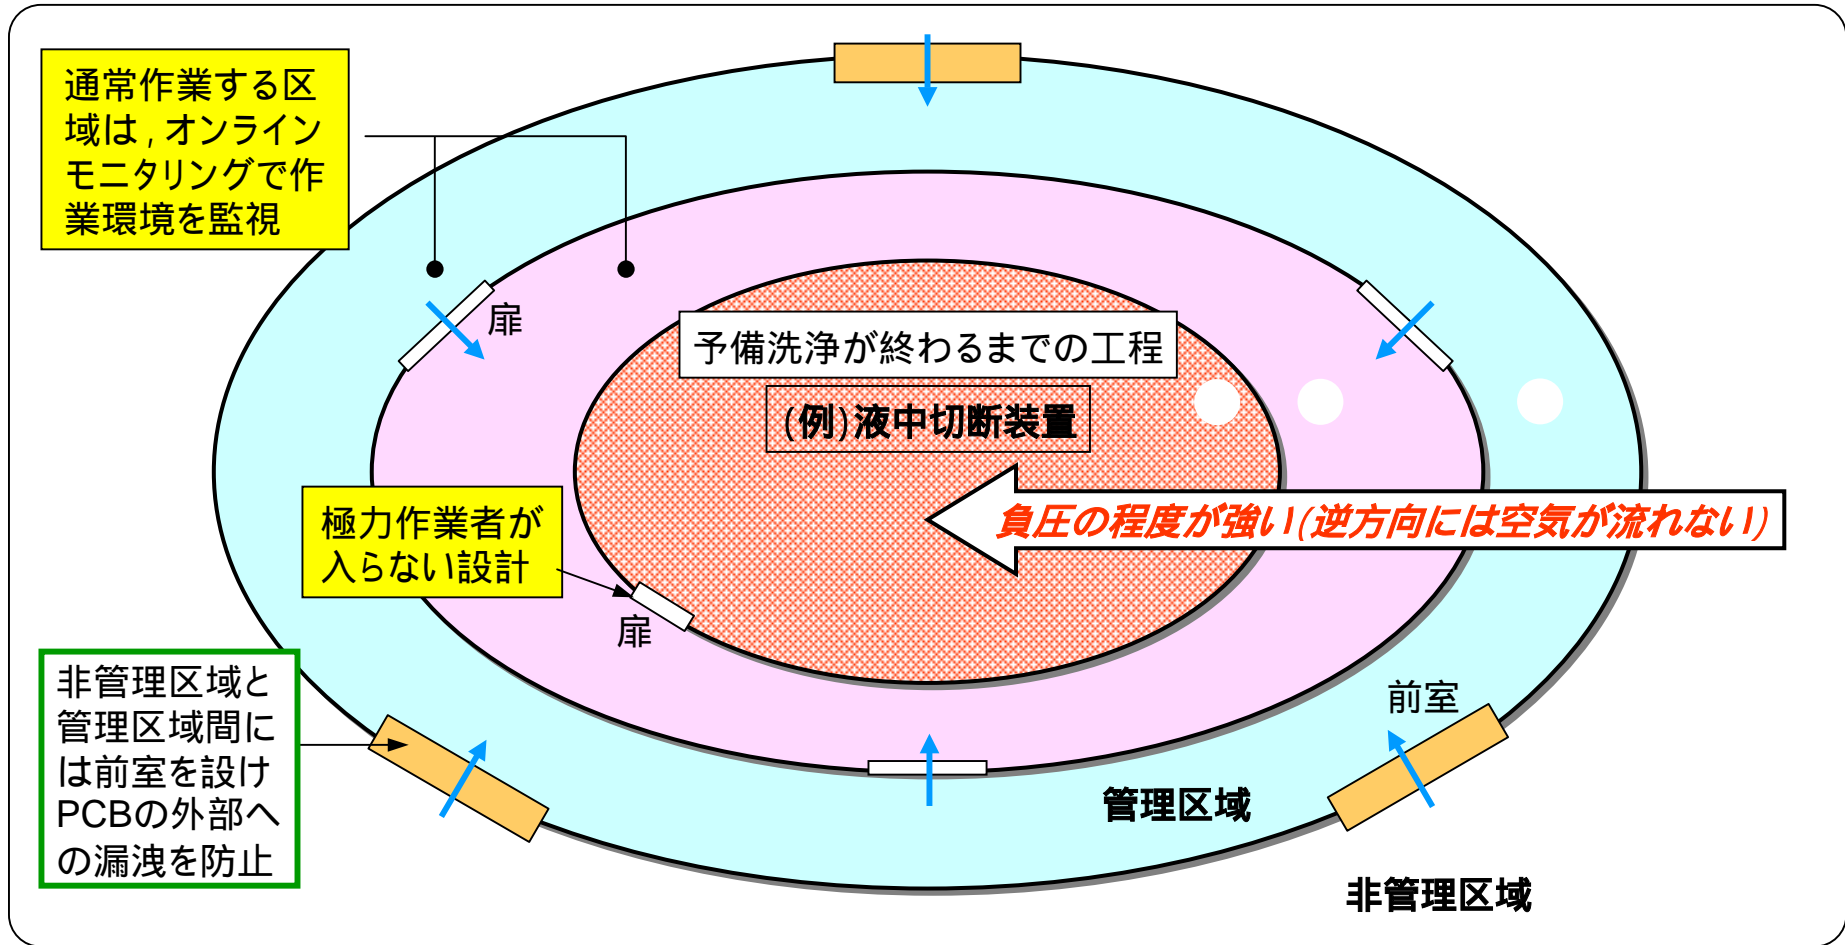 通常作業する区
域は，オンライン
モニタリングで作
業環境を監視
扉
予備洗浄が終わるまでの工程
(例)液中切断装置
負圧の程度が強い(逆方向には空気が流れない)
極力作業者が
入らない設計
扉
非管理区域と
管理区域間に
は前室を設け
PCBの外部へ
の漏洩を防止
前室
管理区域
非管理区域